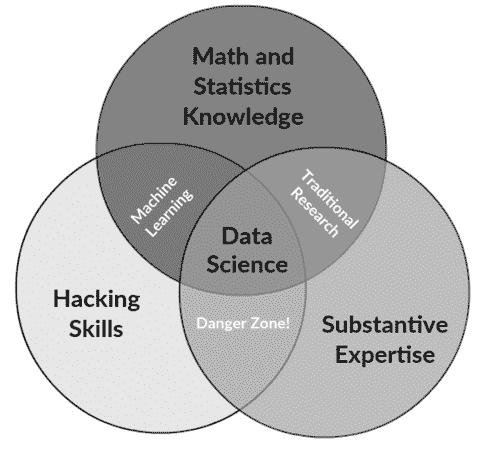 Math and
Statistics
Knowledge
Machine
Learning
Traditional
Research
Data
Science
Hacking
Skills
Danger Zone!
Substantive
Expertise